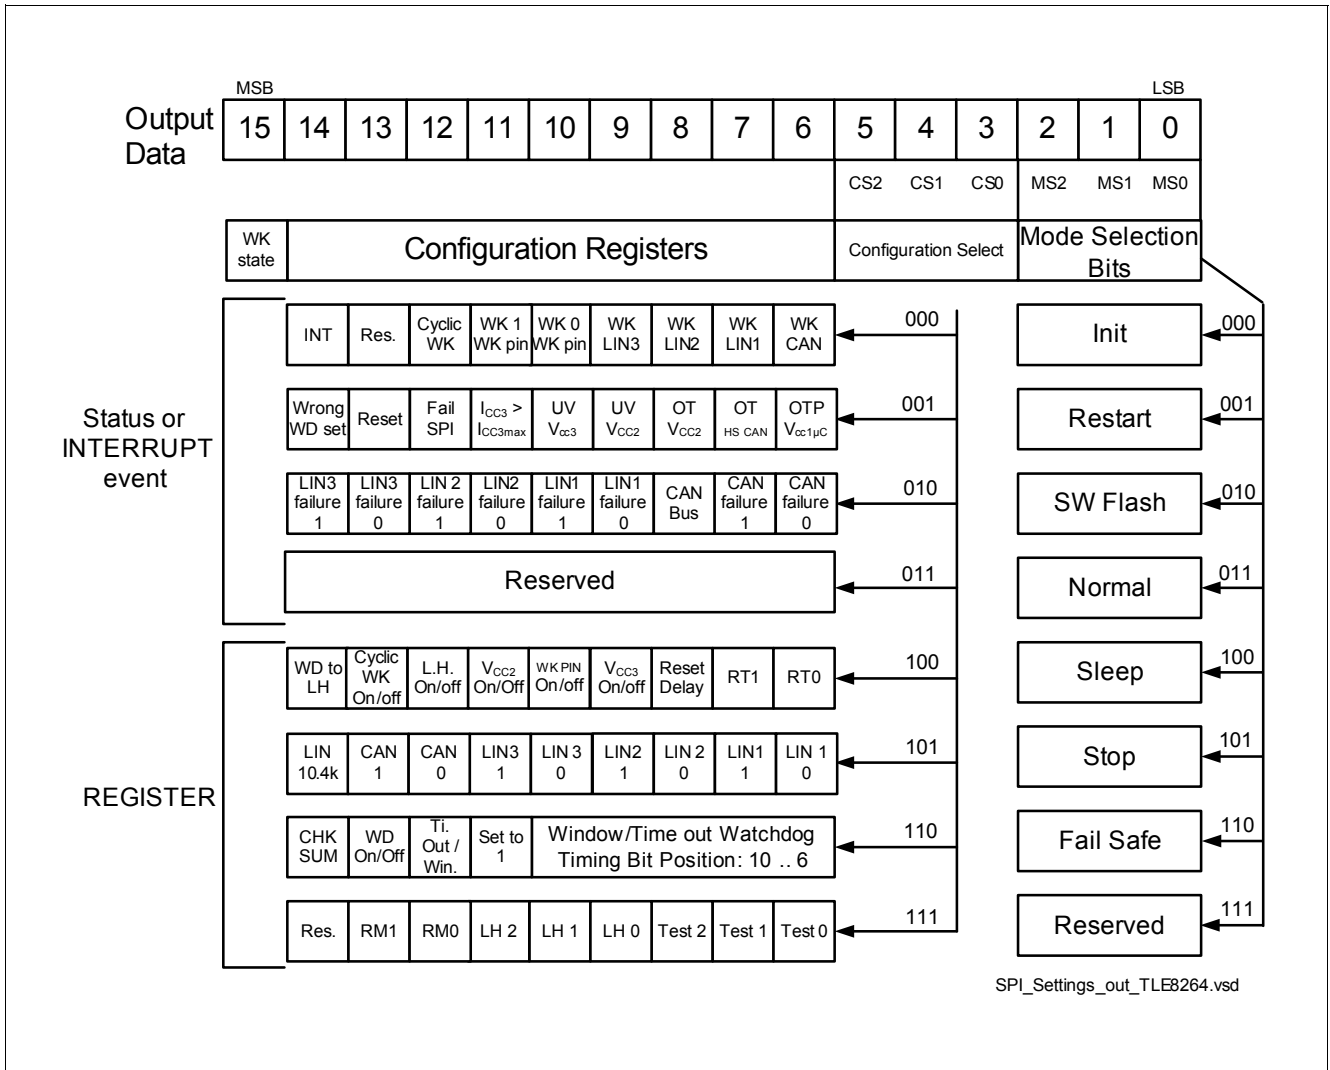 MSB
LSB
Output Data
15 14 13 12 11 10 9 8 7 6 5 4 3 2 1 0
CS2 CS1 CS0 MS2 MS1 MS0
WK state
Configuration Registers
Configuration Select
Mode Selection Bits
Status or INTERRUPT event
INT
Res.
Cyclic WK
WK 1 WK pin
WK 0 WK pin
WK LIN3
WK LIN2
WK LIN1
WK CAN
000
Init
000
Wrong WD set
Reset
Fail SPI
ICC3 > ICC3max
UV Vcc3
UV VCC2
OT VCC2
OT HS CAN
OTP Vcc1µC
001
Restart
001
LIN3 failure 1
LIN3 failure 0
LIN 2 failure 1
LIN2 failure 0
LIN1 failure 1
LIN1 failure 0
CAN Bus
CAN failure 1
CAN failure 0
010
SW Flash
010
Reserved
011
Normal
011
REGISTER
WD to LH
Cyclic WK On/off
L.H. On/off
VCC2 On/Off
WK PIN On/off
VCC3 On/off
Reset Delay
RT1
RT0
100
Sleep
100
LIN 10.4k
CAN 1
CAN 0
LIN3 1
LIN 3 0
LIN2 1
LIN 2 0
LIN1 1
LIN 1 0
101
Stop
101
CHK SUM
WD On/Off
Ti. Out / Win.
Set to 1
Window/Time out Watchdog
Timing Bit Position: 10 .. 6
110
Fail Safe
110
Res.
RM1
RM0
LH 2
LH 1
LH 0
Test 2
Test 1
Test 0
111
Reserved
111
SPI_Settings_out_TLE8264.vsd